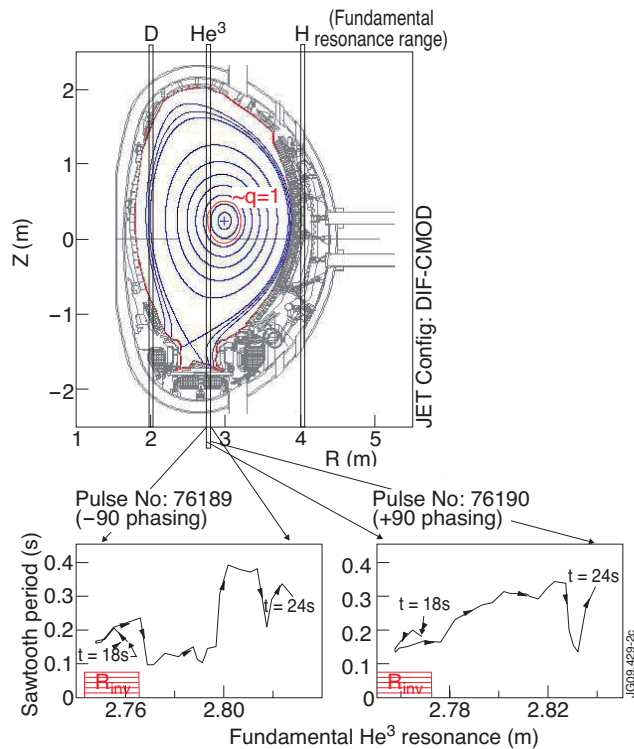 (Fundamental
D He³ H resonance range)
2
1
0
−1
−2
Z (m)
~q=1
1 2 3 4 5
R (m)
JET Config: DIF-CMOD
Pulse No: 76189
(−90 phasing)
Pulse No: 76190
(+90 phasing)
Sawtooth period (s)
0.4
0.3
0.2
0.1
0
t = 18s
t = 24s
Rinv
2.76 2.80
0.4
0.3
0.2
0.1
0
t = 18s
t = 24s
Rinv
2.78 2.82
Fundamental He³ resonance (m)
JG09.429-2c